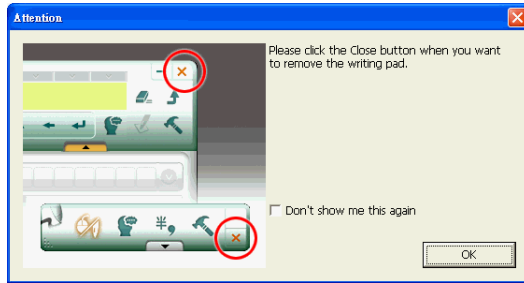 Attention
Please click the Close button when you want
to remove the writing pad.
Don't show me this again
OK